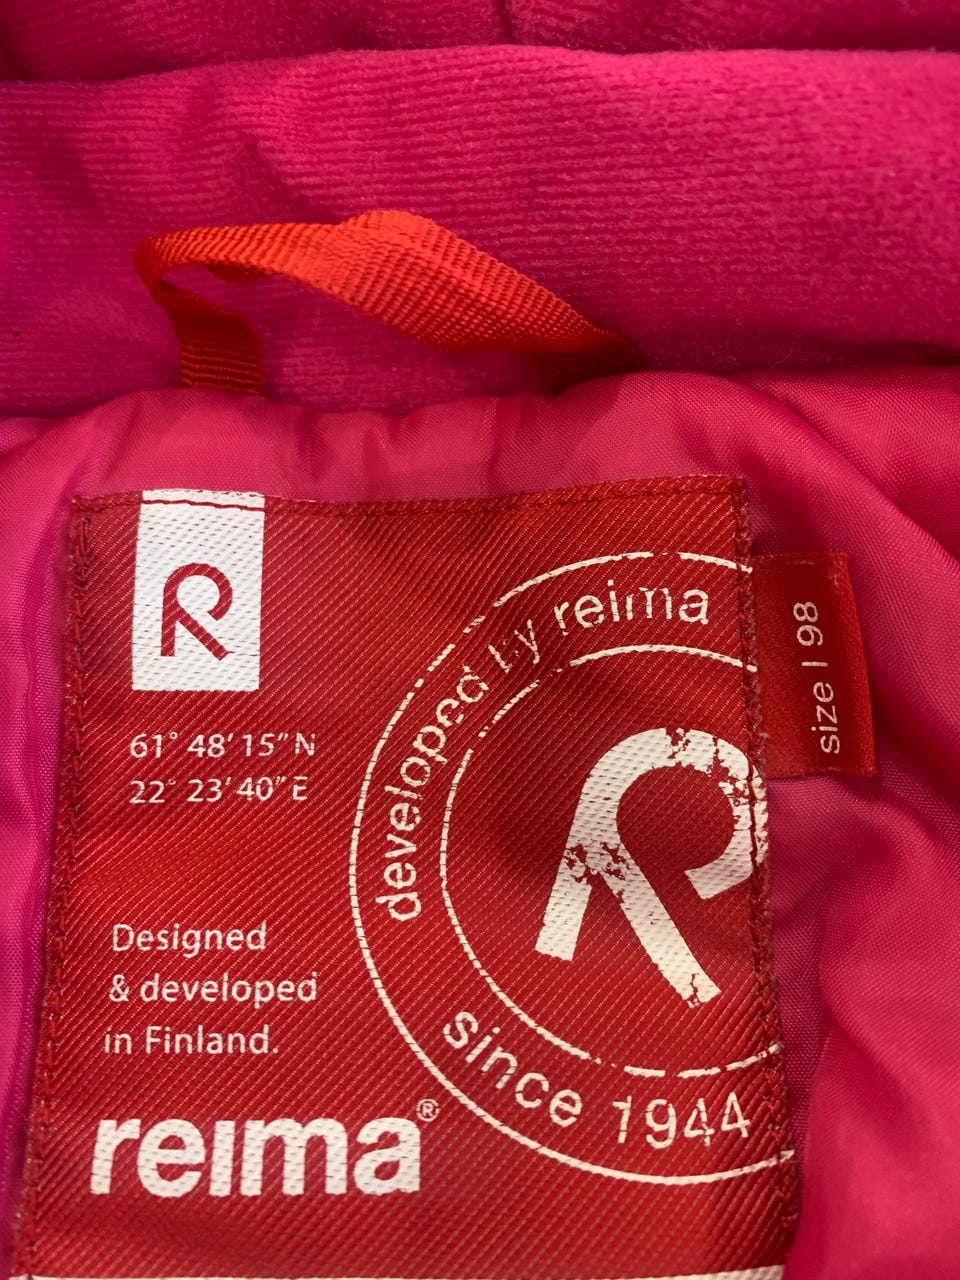 R
61° 48' 15" N
22° 23' 40" E
Designed
& developed
in Finland.
reima®
developed by reima
R
since 1944
size | 98